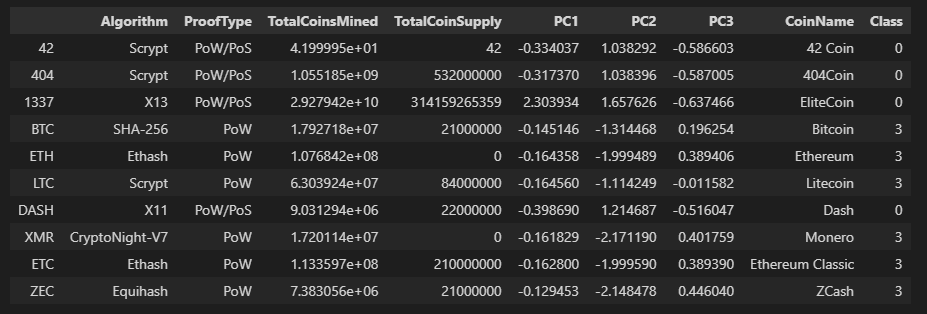 Algorithm ProofType TotalCoinsMined TotalCoinSupply PC1 PC2 PC3 CoinName Class
42 Scrypt PoW/PoS 4.199995e+01 42 -0.334037 1.038292 -0.586603 42 Coin 0
404 Scrypt PoW/PoS 1.055185e+09 532000000 -0.317370 1.038396 -0.587005 404Coin 0
1337 X13 PoW/PoS 2.927942e+10 314159265359 2.303934 1.657626 -0.637466 EliteCoin 0
BTC SHA-256 PoW 1.792718e+07 21000000 -0.145146 -1.314468 0.196254 Bitcoin 3
ETH Ethash PoW 1.076842e+08 0 -0.164358 -1.999489 0.389406 Ethereum 3
LTC Scrypt PoW 6.303924e+07 84000000 -0.164560 -1.114249 -0.011582 Litecoin 3
DASH X11 PoW/PoS 9.031294e+06 22000000 -0.398690 1.214687 -0.516047 Dash 0
XMR CryptoNight-V7 PoW 1.720114e+07 0 -0.161829 -2.171190 0.401759 Monero 3
ETC Ethash PoW 1.133597e+08 210000000 -0.162800 -1.999590 0.389390 Ethereum Classic 3
ZEC Equihash PoW 7.383056e+06 21000000 -0.129453 -2.148478 0.446040 ZCash 3